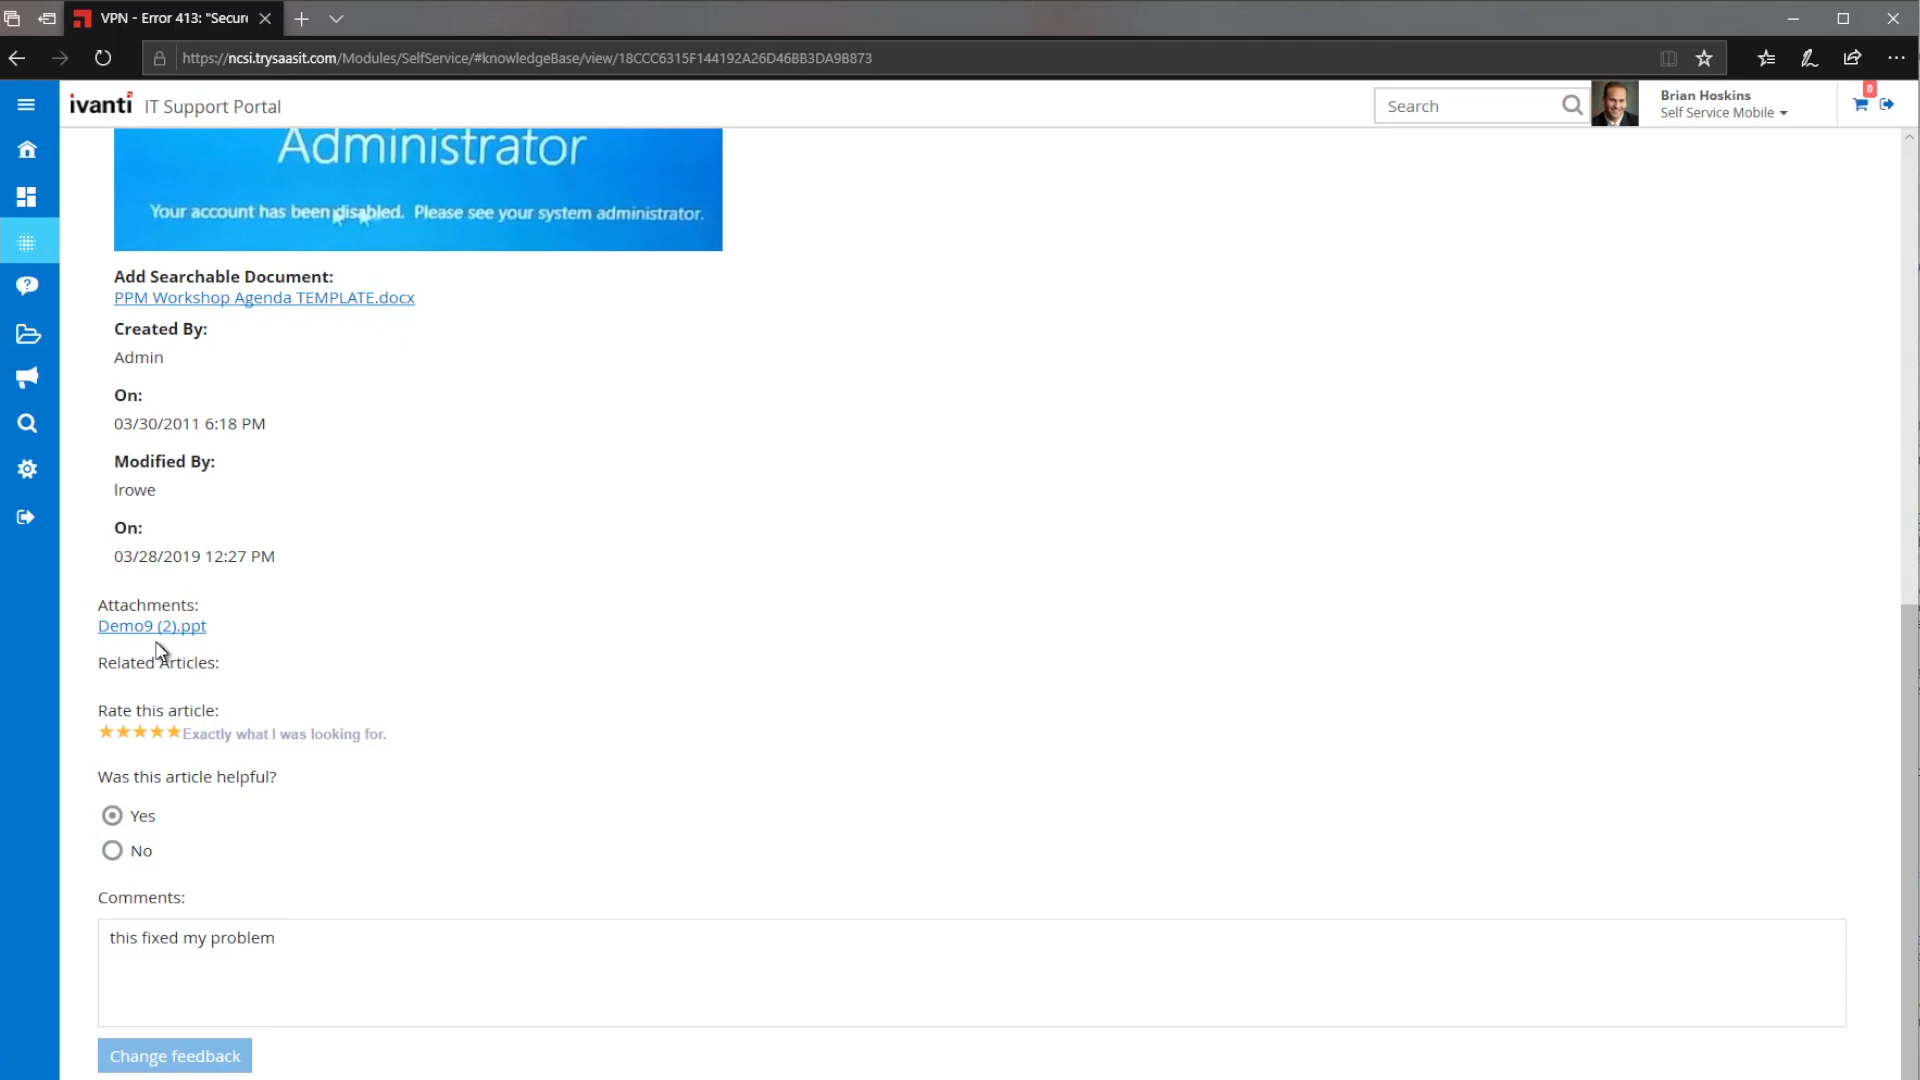 VPN - Error 413: "Secur
https://ncsi.trysaasit.com/Modules/SelfService/#knowledgeBase/view/18CCC6315F144192A26D46BB3DA9B873
ivanti IT Support Portal
Search
Brian Hoskins
Self Service Mobile
0
Administrator
Your account has been disabled. Please see your system administrator.
Add Searchable Document:
PPM Workshop Agenda TEMPLATE.docx
Created By:
Admin
On:
03/30/2011 6:18 PM
Modified By:
lrowe
On:
03/28/2019 12:27 PM
Attachments:
Demo9 (2).ppt
Related Articles:
Rate this article:
Exactly what I was looking for.
Was this article helpful?
Yes
No
Comments:
this fixed my problem
Change feedback